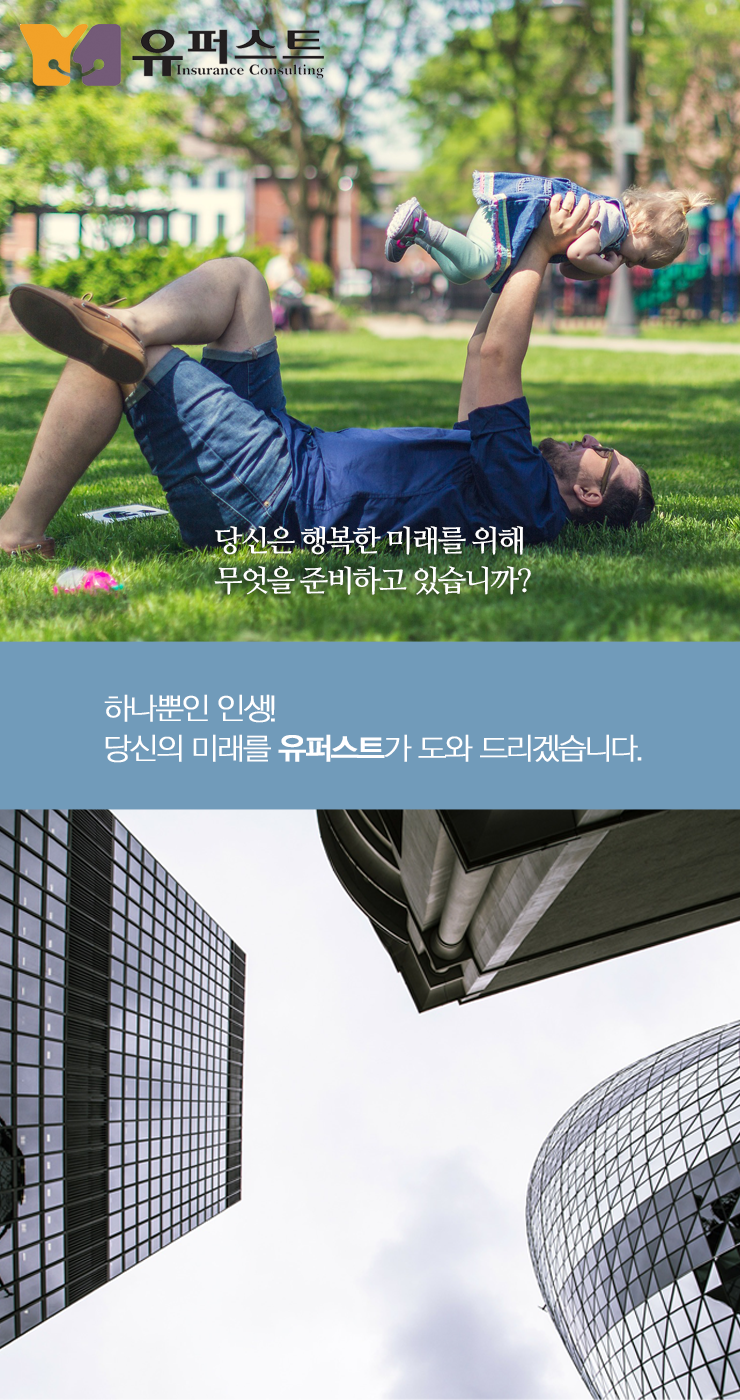 유퍼스트
Insurance Consulting
당신은 행복한 미래를 위해
무엇을 준비하고 있습니까?
하나뿐인 인생!
당신의 미래를 유퍼스트가 도와 드리겠습니다.